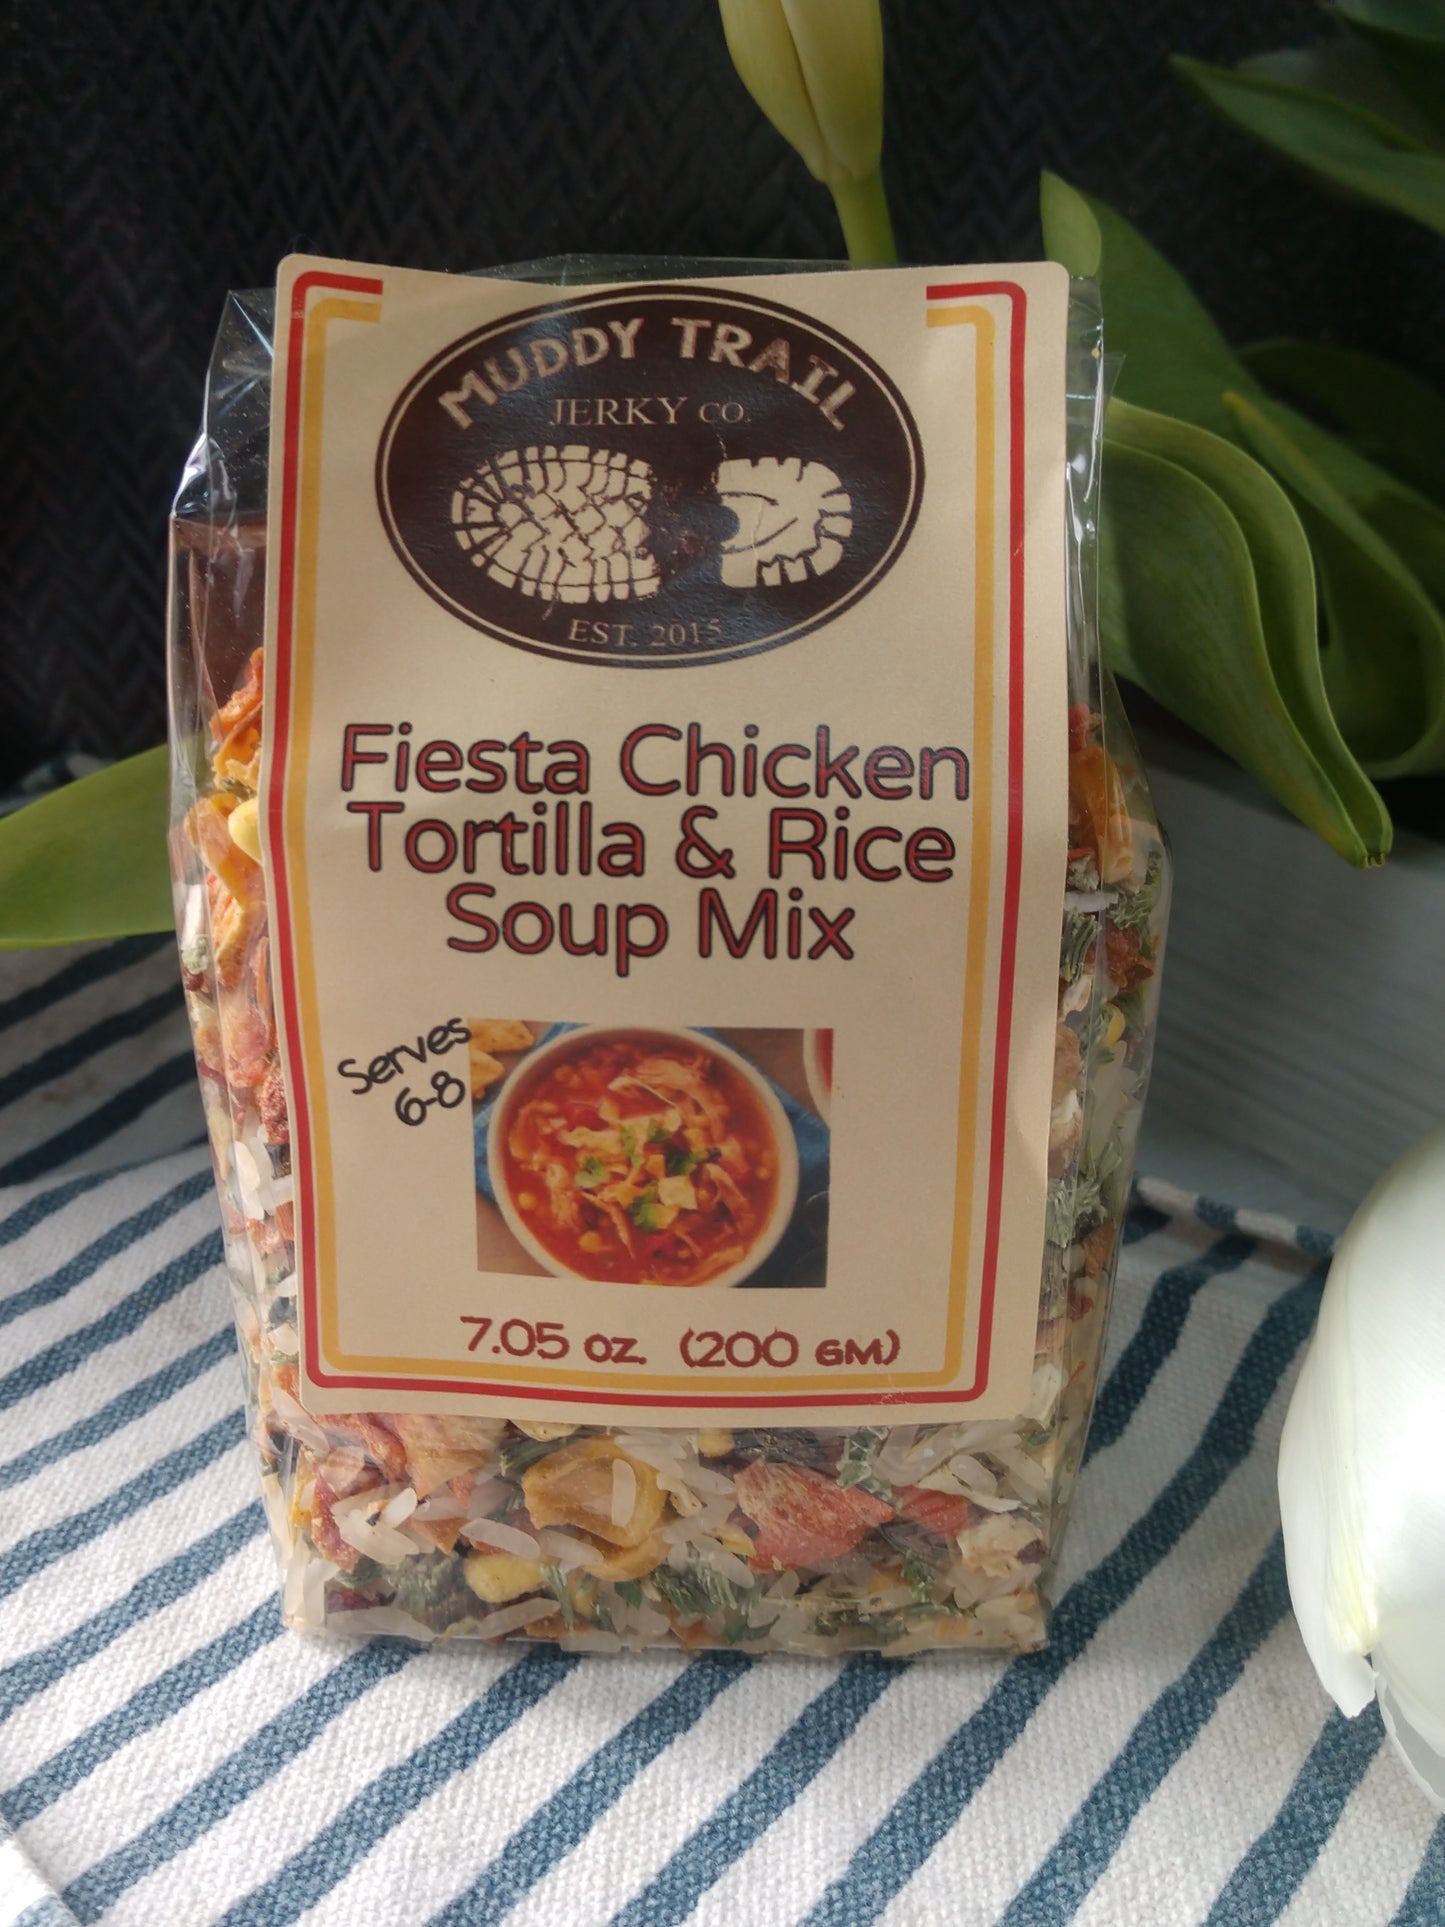 MUDDY TRAIL
JERKY CO.
EST. 2015
Fiesta Chicken
Tortilla & Rice
Soup Mix
Serves
6-8
7.05 oz. (200 GM)